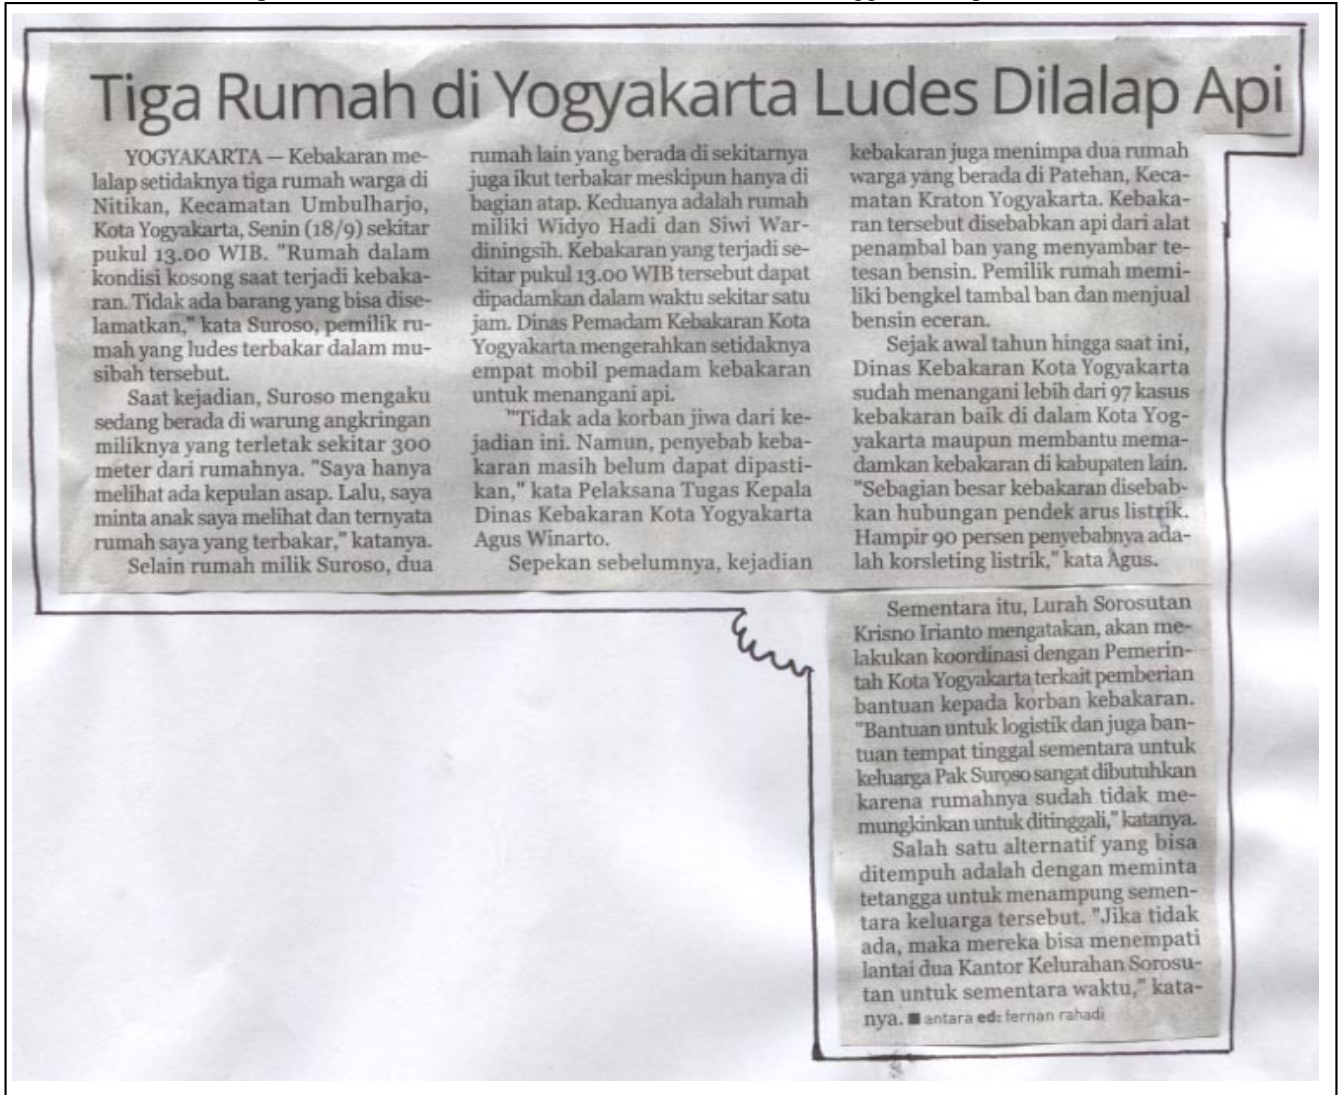 Tiga Rumah di Yogyakarta Ludes Dilalap Api
YOGYAKARTA — Kebakaran me-
lalap setidaknya tiga rumah warga di
Nitikan, Kecamatan Umbulharjo,
Kota Yogyakarta, Senin (18/9) sekitar
pukul 13.00 WIB. "Rumah dalam
kondisi kosong saat terjadi kebaka-
ran. Tidak ada barang yang bisa dise-
lamatkan," kata Suroso, pemilik ru-
mah yang ludes terbakar dalam mu-
sibah tersebut.
Saat kejadian, Suroso mengaku
sedang berada di warung angkringan
miliknya yang terletak sekitar 300
meter dari rumahnya. "Saya hanya
melihat ada kepulan asap. Lalu, saya
minta anak saya melihat dan ternyata
rumah saya yang terbakar," katanya.
Selain rumah milik Suroso, dua
rumah lain yang berada di sekitarnya
juga ikut terbakar meskipun hanya di
bagian atap. Keduanya adalah rumah
miliki Widyo Hadi dan Siwi War-
diningsih. Kebakaran yang terjadi se-
kitar pukul 13.00 WIB tersebut dapat
dipadamkan dalam waktu sekitar satu
jam. Dinas Pemadam Kebakaran Kota
Yogyakarta mengerahkan setidaknya
empat mobil pemadam kebakaran
untuk menangani api.
"Tidak ada korban jiwa dari ke-
jadian ini. Namun, penyebab keba-
karan masih belum dapat dipasti-
kan," kata Pelaksana Tugas Kepala
Dinas Kebakaran Kota Yogyakarta
Agus Winarto.
Sepekan sebelumnya, kejadian
kebakaran juga menimpa dua rumah
warga yang berada di Patehan, Keca-
matan Kraton Yogyakarta. Kebaka-
ran tersebut disebabkan api dari alat
penambal ban yang menyambar te-
tesan bensin. Pemilik rumah memi-
liki bengkel tambal ban dan menjual
bensin eceran.
Sejak awal tahun hingga saat ini,
Dinas Kebakaran Kota Yogyakarta
sudah menangani lebih dari 97 kasus
kebakaran baik di dalam Kota Yog-
yakarta maupun membantu mema-
damkan kebakaran di kabupaten lain.
"Sebagian besar kebakaran disebab-
kan hubungan pendek arus listrik.
Hampir 90 persen penyebabnya ada-
lah korsleting listrik," kata Agus.
Sementara itu, Lurah Sorosutan
Krisno Irianto mengatakan, akan me-
lakukan koordinasi dengan Pemerin-
tah Kota Yogyakarta terkait pemberian
bantuan kepada korban kebakaran.
"Bantuan untuk logistik dan juga ban-
tuan tempat tinggal sementara untuk
keluarga Pak Suroso sangat dibutuhkan
karena rumahnya sudah tidak me-
mungkinkan untuk ditinggali," katanya.
Salah satu alternatif yang bisa
ditempuh adalah dengan meminta
tetangga untuk menampung semen-
tara keluarga tersebut. "Jika tidak
ada, maka mereka bisa menempati
lantai dua Kantor Kelurahan Sorosu-
tan untuk sementara waktu," kata-
nya. ■ antara ed: fernan rahadi